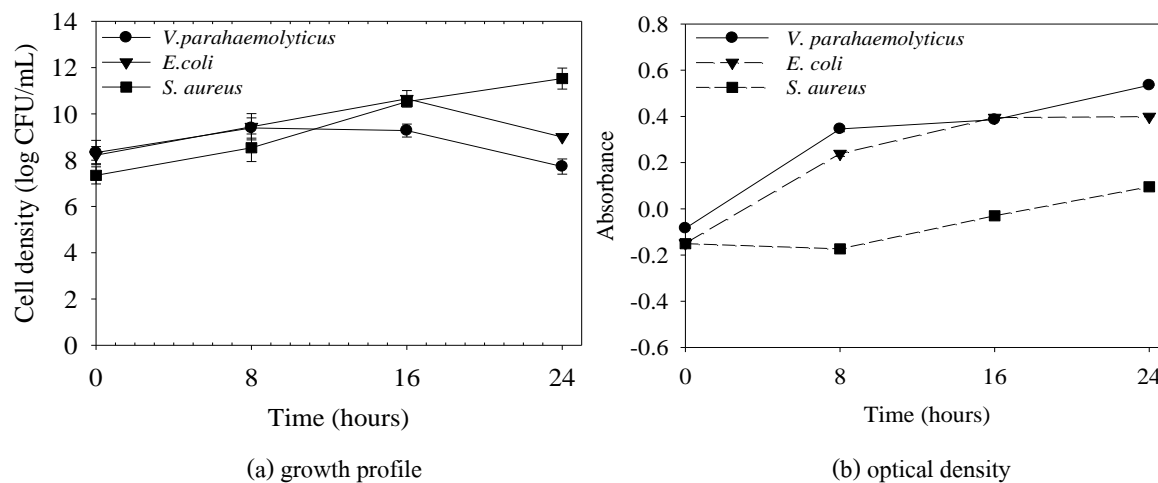 14
12
10
8
6
4
2
0
Cell density (log CFU/mL)
V.parahaemolyticus
E.coli
S. aureus
0 8 16 24
Time (hours)
(a) growth profile
0.8
0.6
0.4
0.2
0.0
-0.2
-0.4
-0.6
Absorbance
V. parahaemolyticus
E. coli
S. aureus
0 8 16 24
Time (hours)
(b) optical density